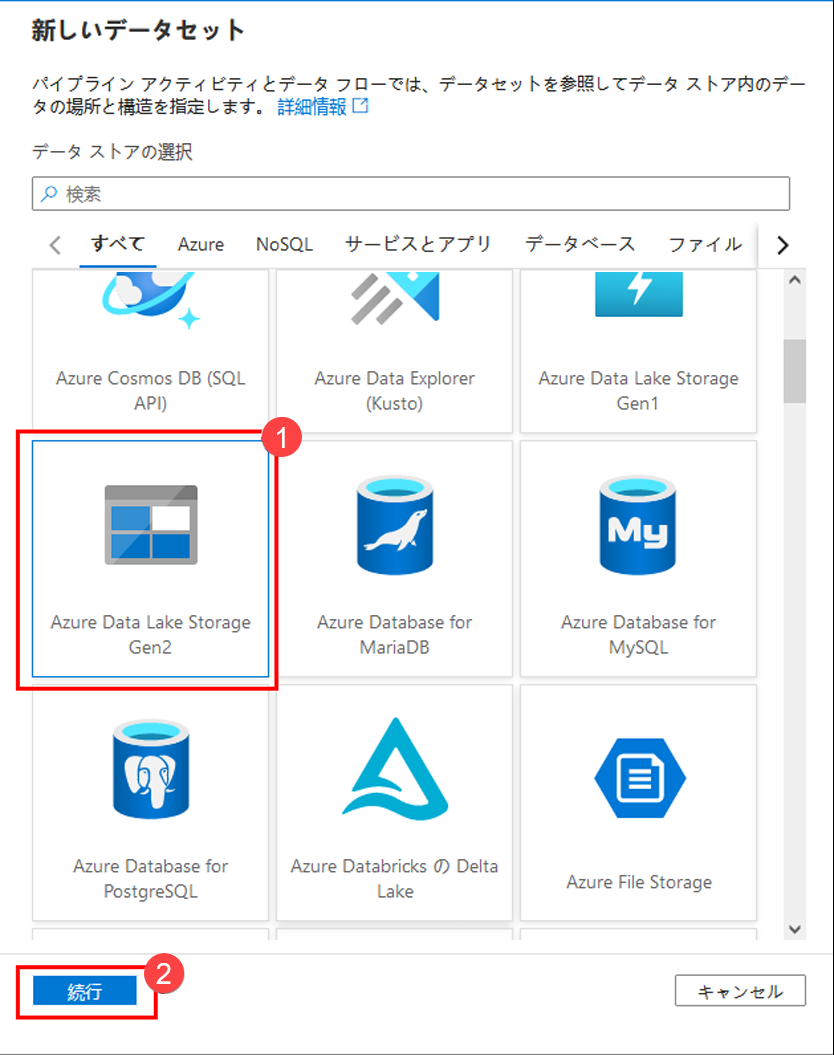 新しいデータセット
パイプライン アクティビティとデータ フローでは、データセットを参照してデータ ストア内のデー
タの場所と構造を指定します。 詳細情報
データ ストアの選択
検索
すべて Azure NoSQL サービスとアプリ データベース ファイル
Azure Cosmos DB (SQL
API)
Azure Data Explorer
(Kusto)
Azure Data Lake Storage
Gen1
1
Azure Data Lake Storage
Gen2
Azure Database for
MariaDB
My
Azure Database for
MySQL
Azure Database for
PostgreSQL
Azure Databricks の Delta
Lake
Azure File Storage
2
続行
キャンセル